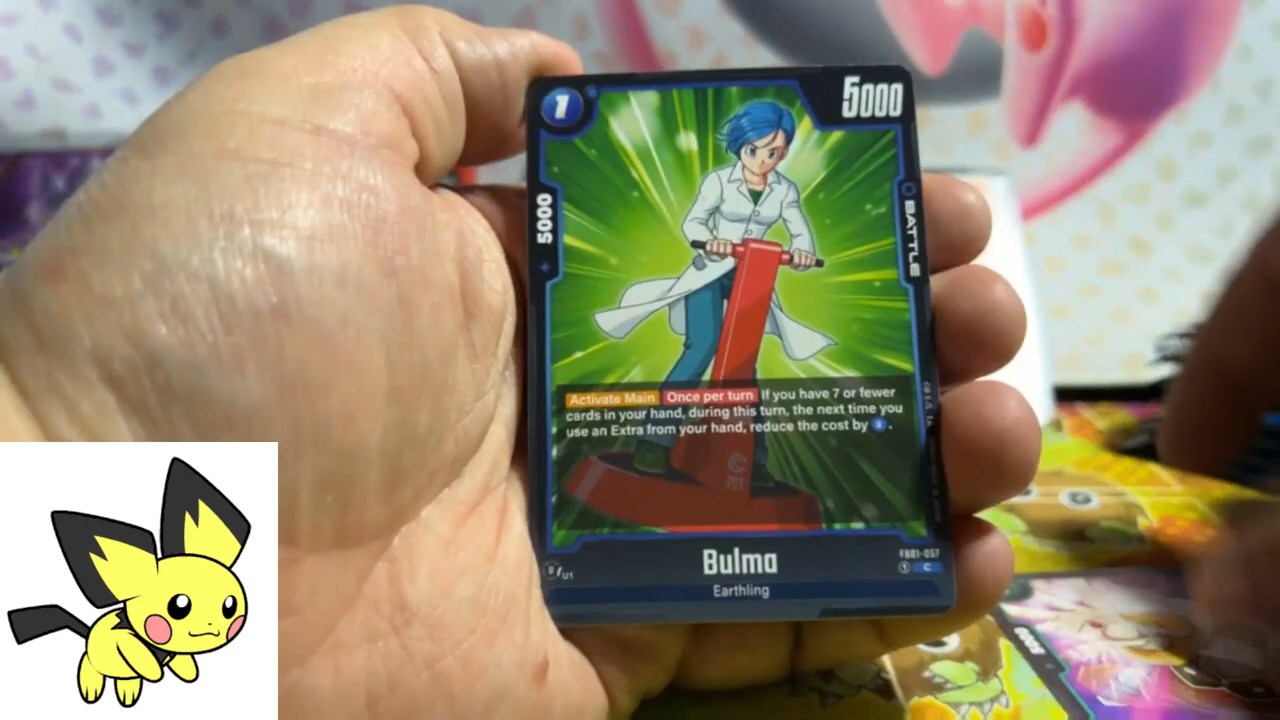 1
5000
5000
BATTLE
Activate Main Once per turn If you have 7 or fewer
cards in your hand, during this turn, the next time you
use an Extra from your hand, reduce the cost by
Bulma
FB01-057
C
U1
Earthling
5000